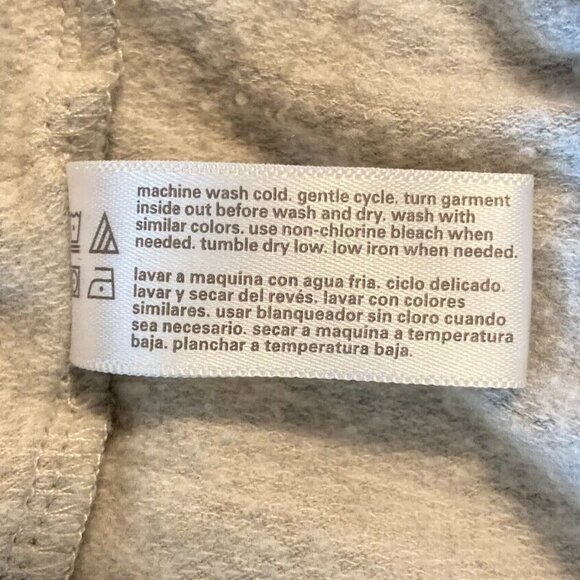 machine wash cold. gentle cycle. turn garment
inside out before wash and dry. wash with
similar colors. use non-chlorine bleach when
needed. tumble dry low. low iron when needed.
lavar a maquina con agua fria. ciclo delicado.
lavar y secar del revés. lavar con colores
similares. usar blanqueador sin cloro cuando
sea necesario. secar a maquina a temperatura
baja. planchar a temperatura baja.